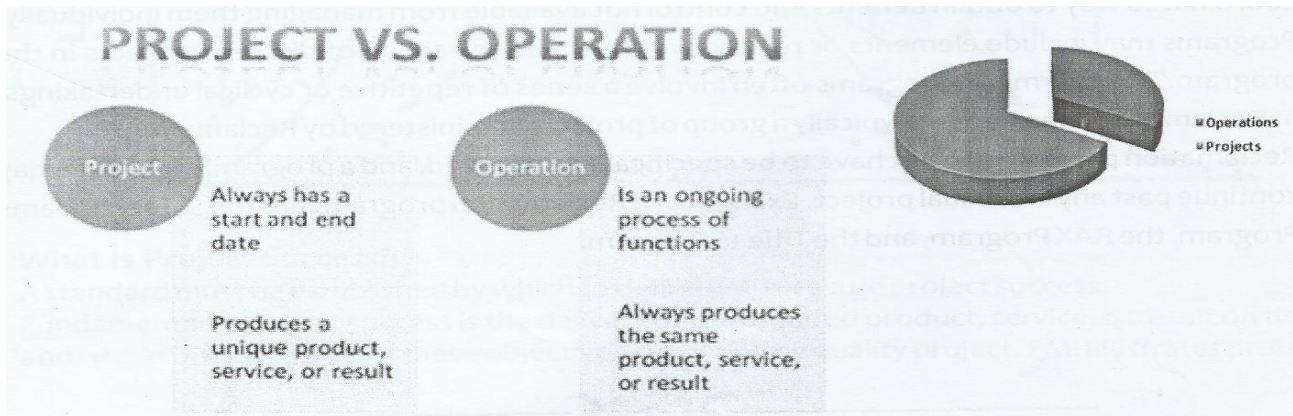 PROJECT VS. OPERATION
Project
Always has a
start and end
date
Produces a
unique product,
service, or result
Operation
Is an ongoing
process of
functions
Always produces
the same
product, service,
or result
Operations
Projects